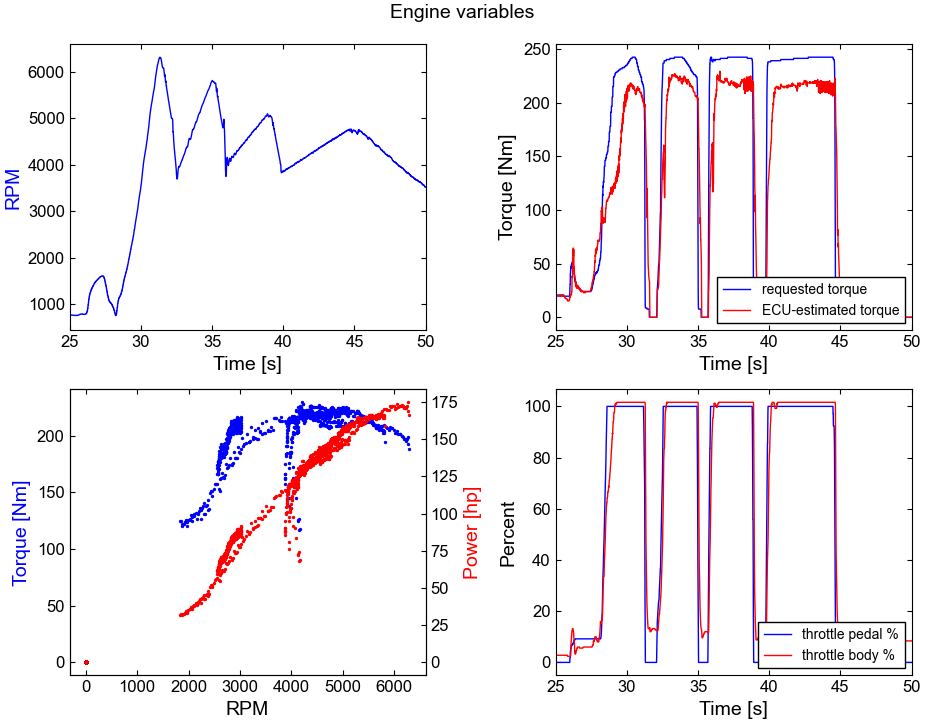 Engine variables
6000
5000
4000
3000
2000
1000
RPM
25 30 35 40 45 50
Time [s]
250
200
150
100
50
0
Torque [Nm]
requested torque
ECU-estimated torque
25 30 35 40 45 50
Time [s]
200
150
100
50
0
Torque [Nm]
175
150
125
100
75
50
25
0
Power [hp]
0 1000 2000 3000 4000 5000 6000
RPM
100
80
60
40
20
0
Percent
throttle pedal %
throttle body %
25 30 35 40 45 50
Time [s]